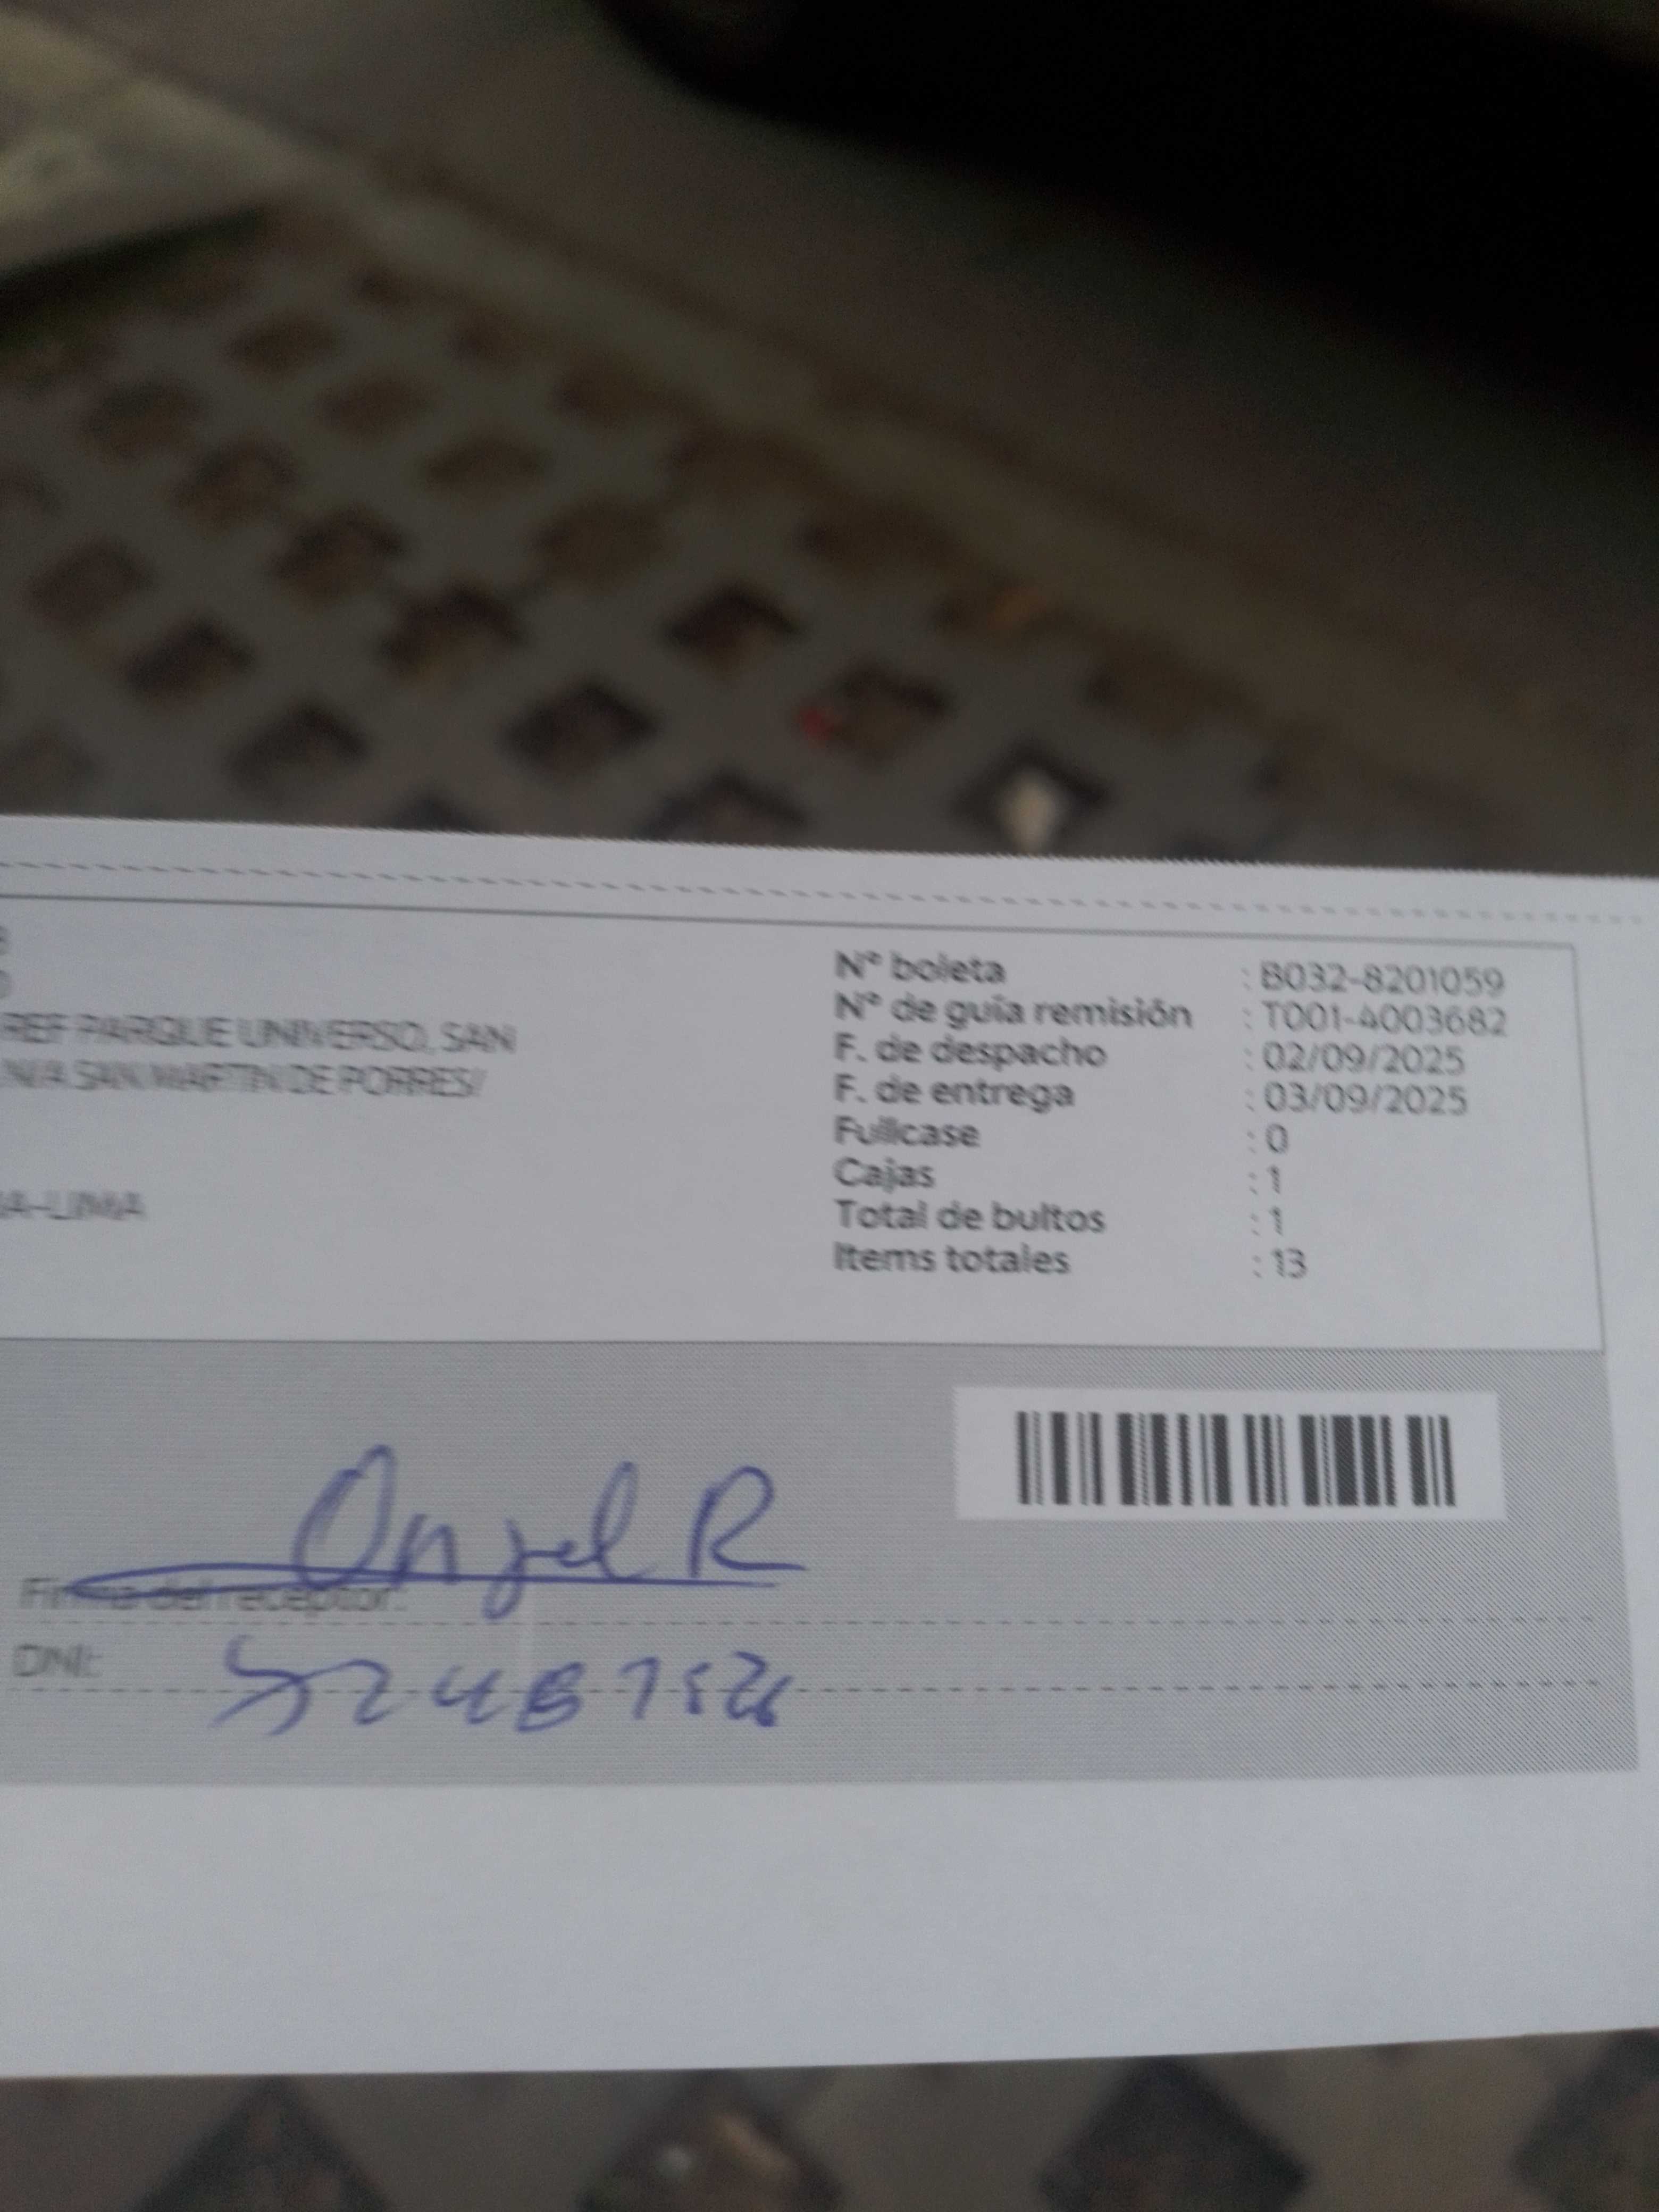 REF PARQUE UNIVERSO, SAN
N/A SAN MARTIN DE PORRES/
A-LIMA
N° boleta : B032-8201059
N° de guía remisión : T001-4003682
F. de despacho : 02/09/2025
F. de entrega : 03/09/2025
Fullcase : 0
Cajas : 1
Total de bultos : 1
Items totales : 13
Angel R
Firma del receptor:
DNI: